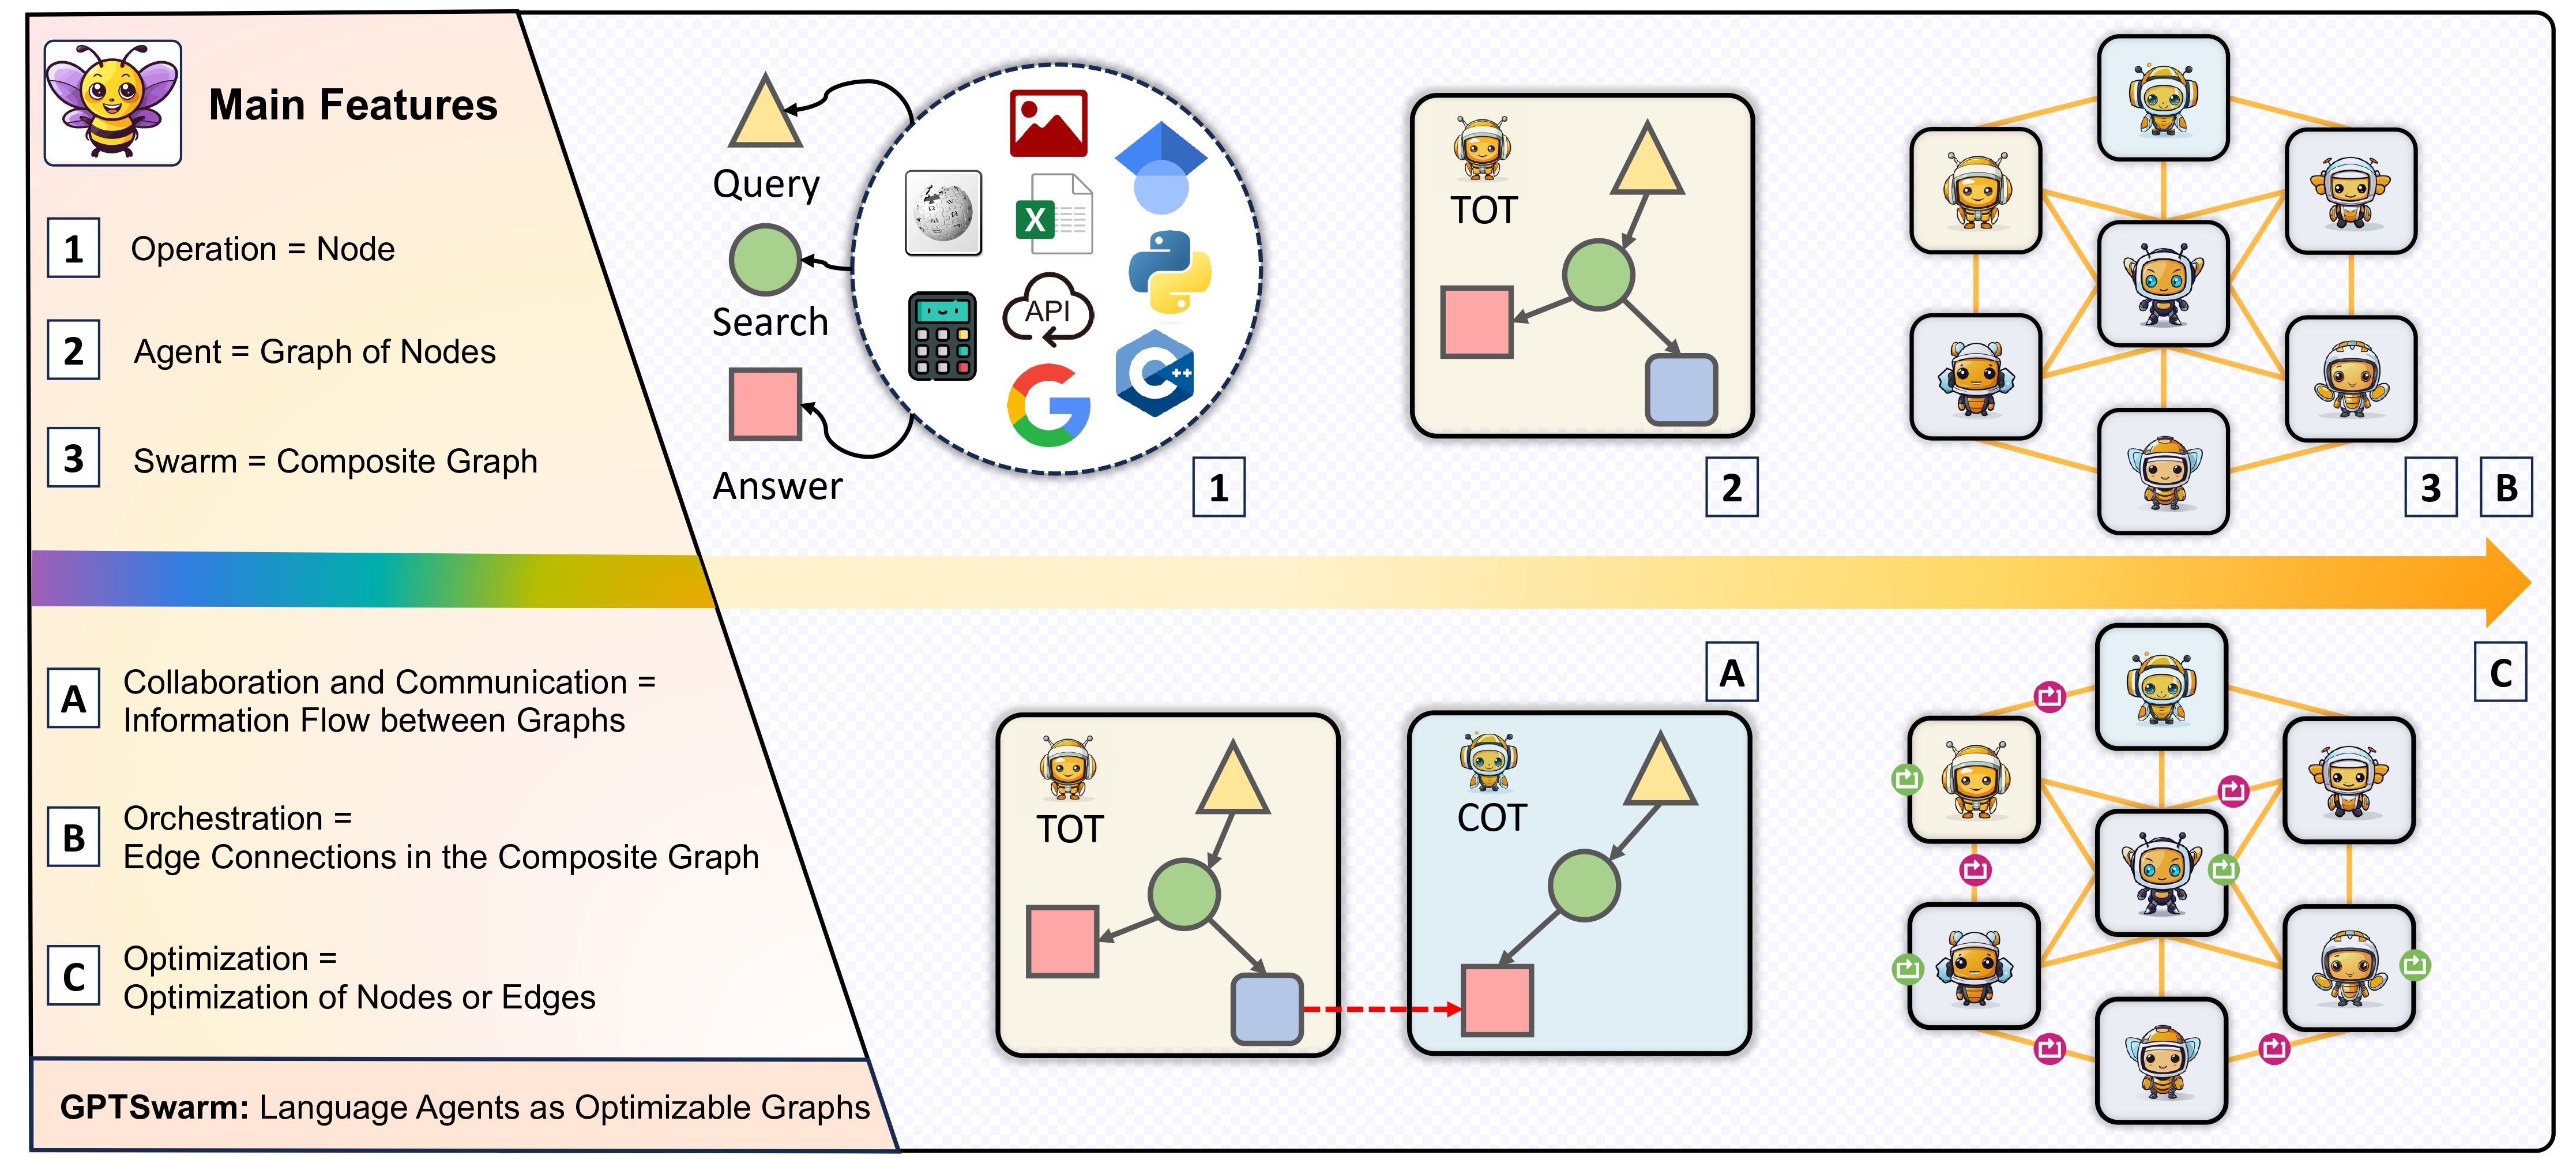 Main Features
1
Operation = Node
2
Agent = Graph of Nodes
3
Swarm = Composite Graph
A
Collaboration and Communication =
Information Flow between Graphs
B
Orchestration =
Edge Connections in the Composite Graph
C
Optimization =
Optimization of Nodes or Edges
GPTSwarm: Language Agents as Optimizable Graphs
Query
Search
Answer
X
API
G
C++
1
TOT
2
3
B
A
TOT
COT
C